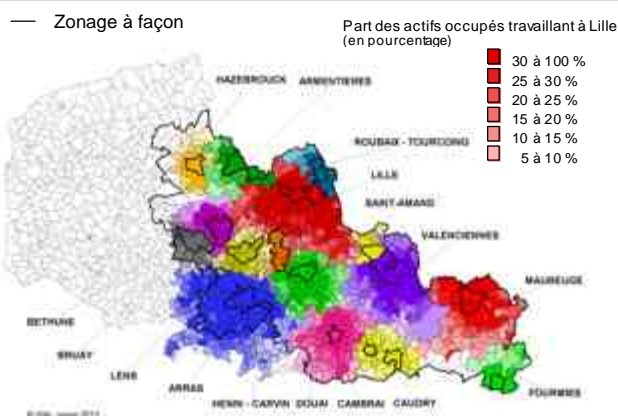 Zonage à façon
Part des actifs occupés travaillant à Lille
(en pourcentage)
30 à 100 %
25 à 30 %
20 à 25 %
15 à 20 %
10 à 15 %
5 à 10 %
HAZEBROUCK
ARMENTIERES
ROUBAIX - TOURCOING
LILLE
SAINT-AMAND
VALENCIENNES
MAUBEUGE
BETHUNE
BRUAY
LENS
ARRAS
HENIN - CARVIN
DOUAI
CAMBRAI
CAUDRY
FOURMIES